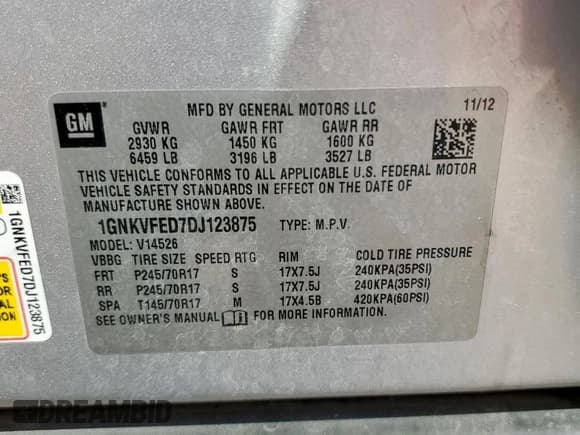 GM
MFD BY GENERAL MOTORS LLC 11/12
GVWR GAWR FRT GAWR RR
2930 KG 1450 KG 1600 KG
6459 LB 3196 LB 3527 LB
THIS VEHICLE CONFORMS TO ALL APPLICABLE U.S. FEDERAL MOTOR
VEHICLE SAFETY STANDARDS IN EFFECT ON THE DATE OF
MANUFACTURE SHOWN ABOVE.
1GNKVFED7DJ123875 TYPE: M.P.V.
MODEL: V14526
VBBG TIRE SIZE SPEED RTG RIM COLD TIRE PRESSURE
FRT P245/70R17 S 17X7.5J 240KPA(35PSI)
RR P245/70R17 S 17X7.5J 240KPA(35PSI)
SPA T145/70R17 M 17X4.5B 420KPA(60PSI)
SEE OWNER'S MANUAL FOR MORE INFORMATION
1GNKVFED7DJ123875
OR
AL
ION
DREAMBID